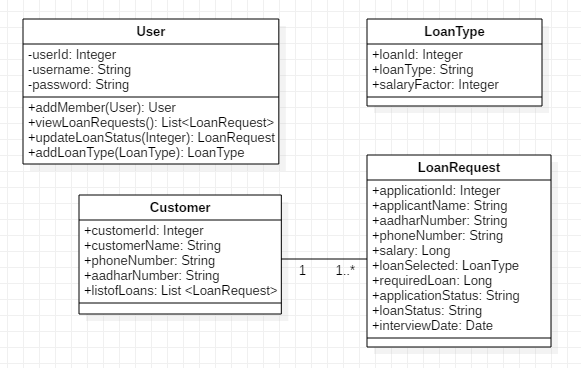 User
-userId: Integer
-username: String
-password: String
+addMember(User): User
+viewLoanRequests(): List<LoanRequest>
+updateLoanStatus(Integer): LoanRequest
+addLoanType(LoanType): LoanType
LoanType
+loanId: Integer
+loanType: String
+salaryFactor: Integer
Customer
+customerId: Integer
+customerName: String
+phoneNumber: String
+aadharNumber: String
+listofLoans: List <LoanRequest>
1
1..*
LoanRequest
+applicationId: Integer
+applicantName: String
+aadharNumber: String
+phoneNumber: String
+salary: Long
+loanSelected: LoanType
+requiredLoan: Long
+applicationStatus: String
+loanStatus: String
+interviewDate: Date